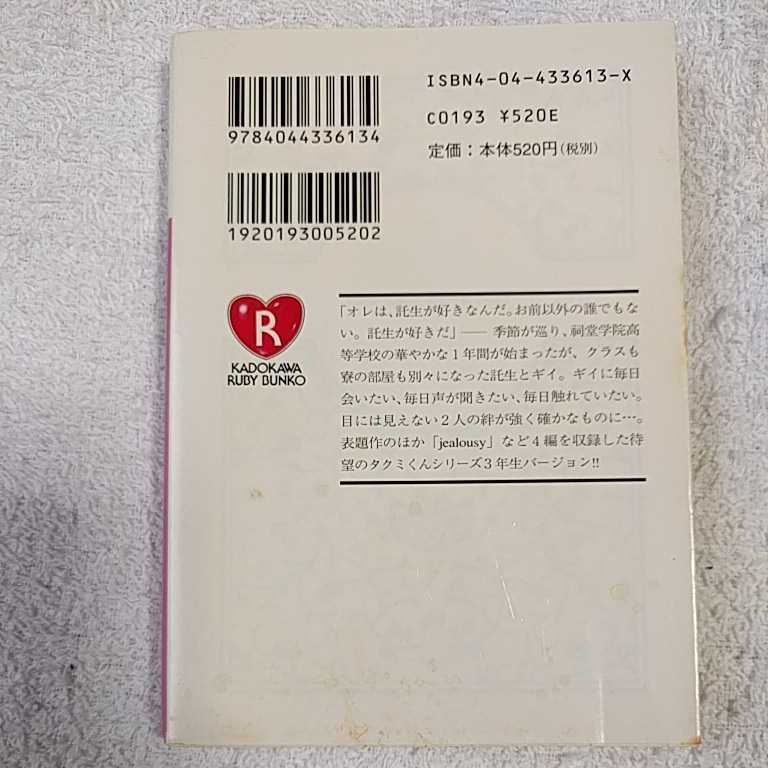 ISBN4-04-433613-X
C0193 ¥520E
定価：本体520円(税別)
9784044336134
1920193005202
R
KADOKAWA
RUBY BUNKO
「オレは、託生が好きなんだ。お前以外の誰でもな
い。託生が好きだ」── 季節が巡り、祠堂学院高
等学校の華やかな1年間が始まったが、クラスも
寮の部屋も別々になった託生とギイ。ギイに毎日
会いたい、毎日声が聞きたい、毎日触れていたい。
目には見えない2人の絆が強く確かなものに…。
表題作のほか「jealousy」など4編を収録した待
望のタクミくんシリーズ3年生バージョン!!